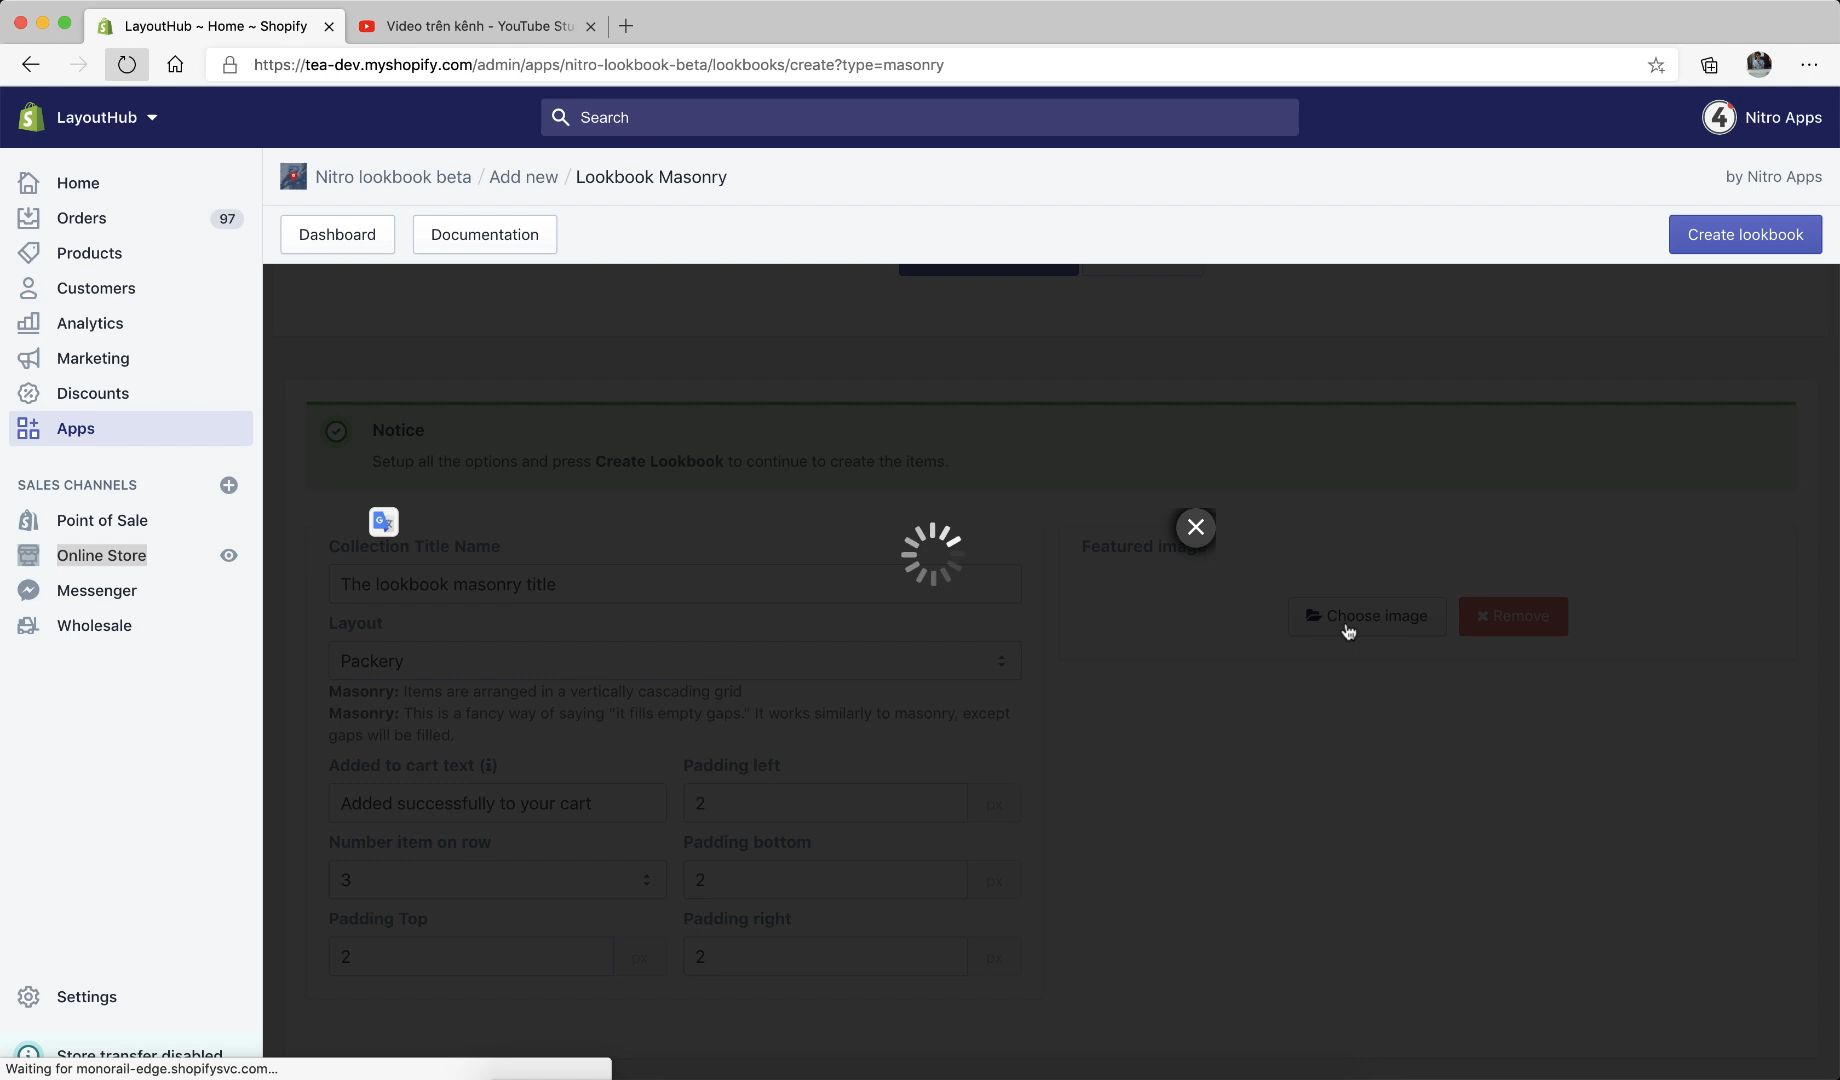 LayoutHub ~ Home ~ Shopify
Video trên kênh - YouTube Stu
https://tea-dev.myshopify.com/admin/apps/nitro-lookbook-beta/lookbooks/create?type=masonry
LayoutHub
Search
4 Nitro Apps
Home
Orders 97
Products
Customers
Analytics
Marketing
Discounts
Apps
SALES CHANNELS
Point of Sale
Online Store
Messenger
Wholesale
Settings
Store transfer disabled
Waiting for monorail-edge.shopifysvc.com...
Nitro lookbook beta / Add new / Lookbook Masonry
by Nitro Apps
Dashboard
Documentation
Create lookbook
Notice
Setup all the options and press Create Lookbook to continue to create the items.
Collection Title Name
The lookbook masonry title
Layout
Packery
Masonry: Items are arranged in a vertically cascading grid
Masonry: This is a fancy way of saying "it fills empty gaps." It works similarly to masonry, except
gaps will be filled.
Added to cart text
Added successfully to your cart
Padding left
2 px
Number item on row
3
Padding bottom
2 px
Padding Top
2 px
Padding right
2 px
Featured image
Choose image
Remove